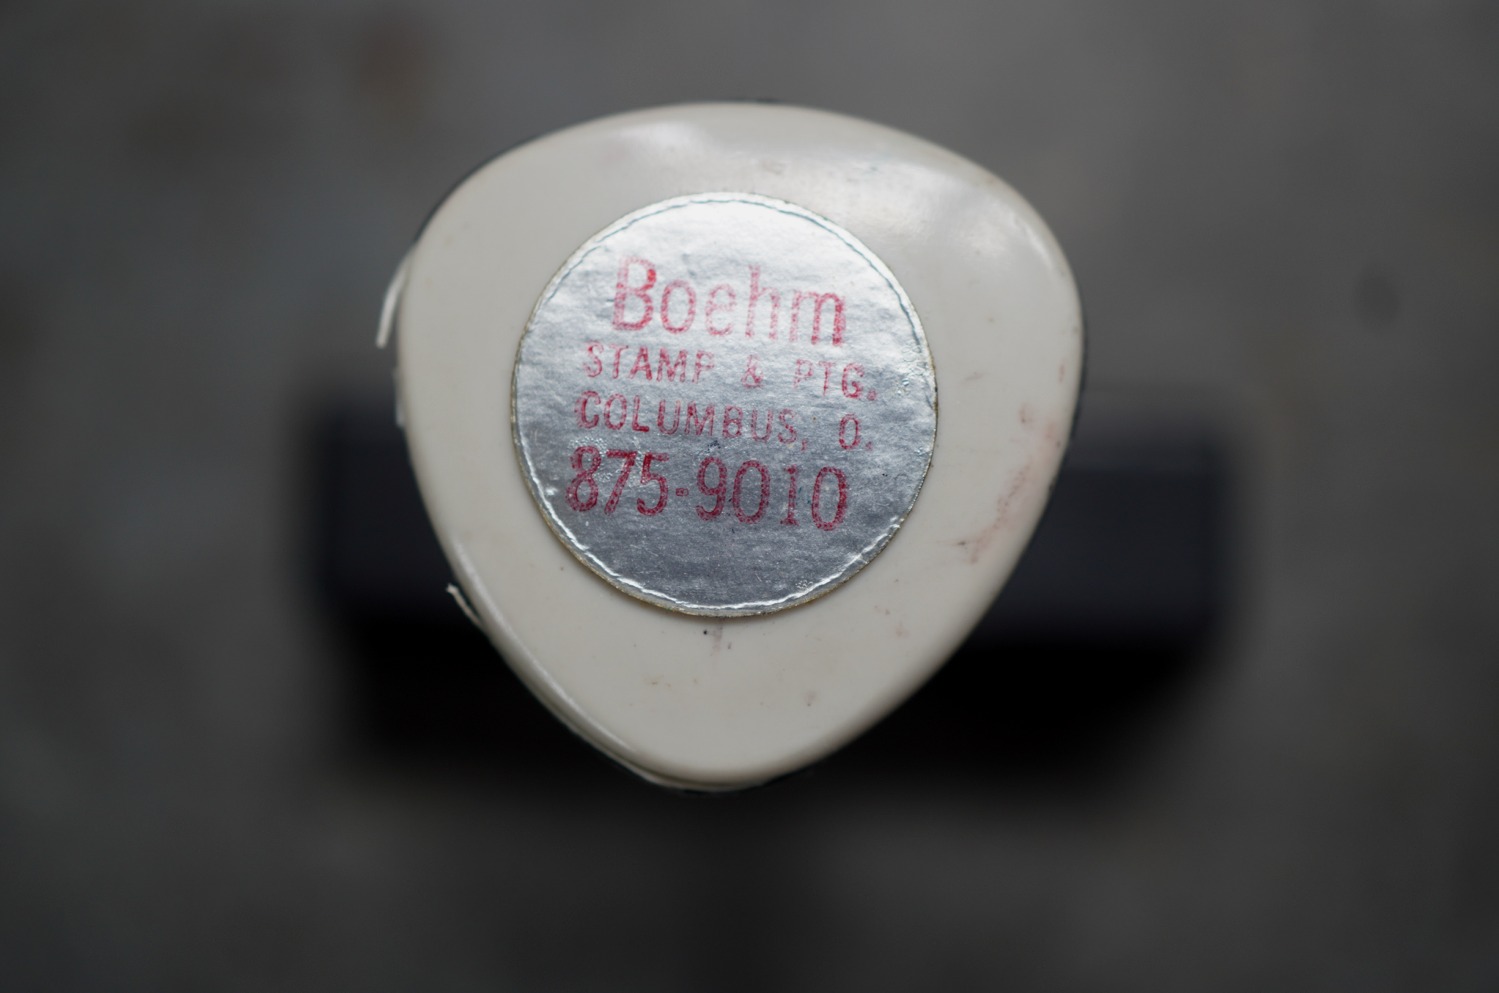 Boehm
STAMP & PTG.
COLUMBUS, O.
875-9010